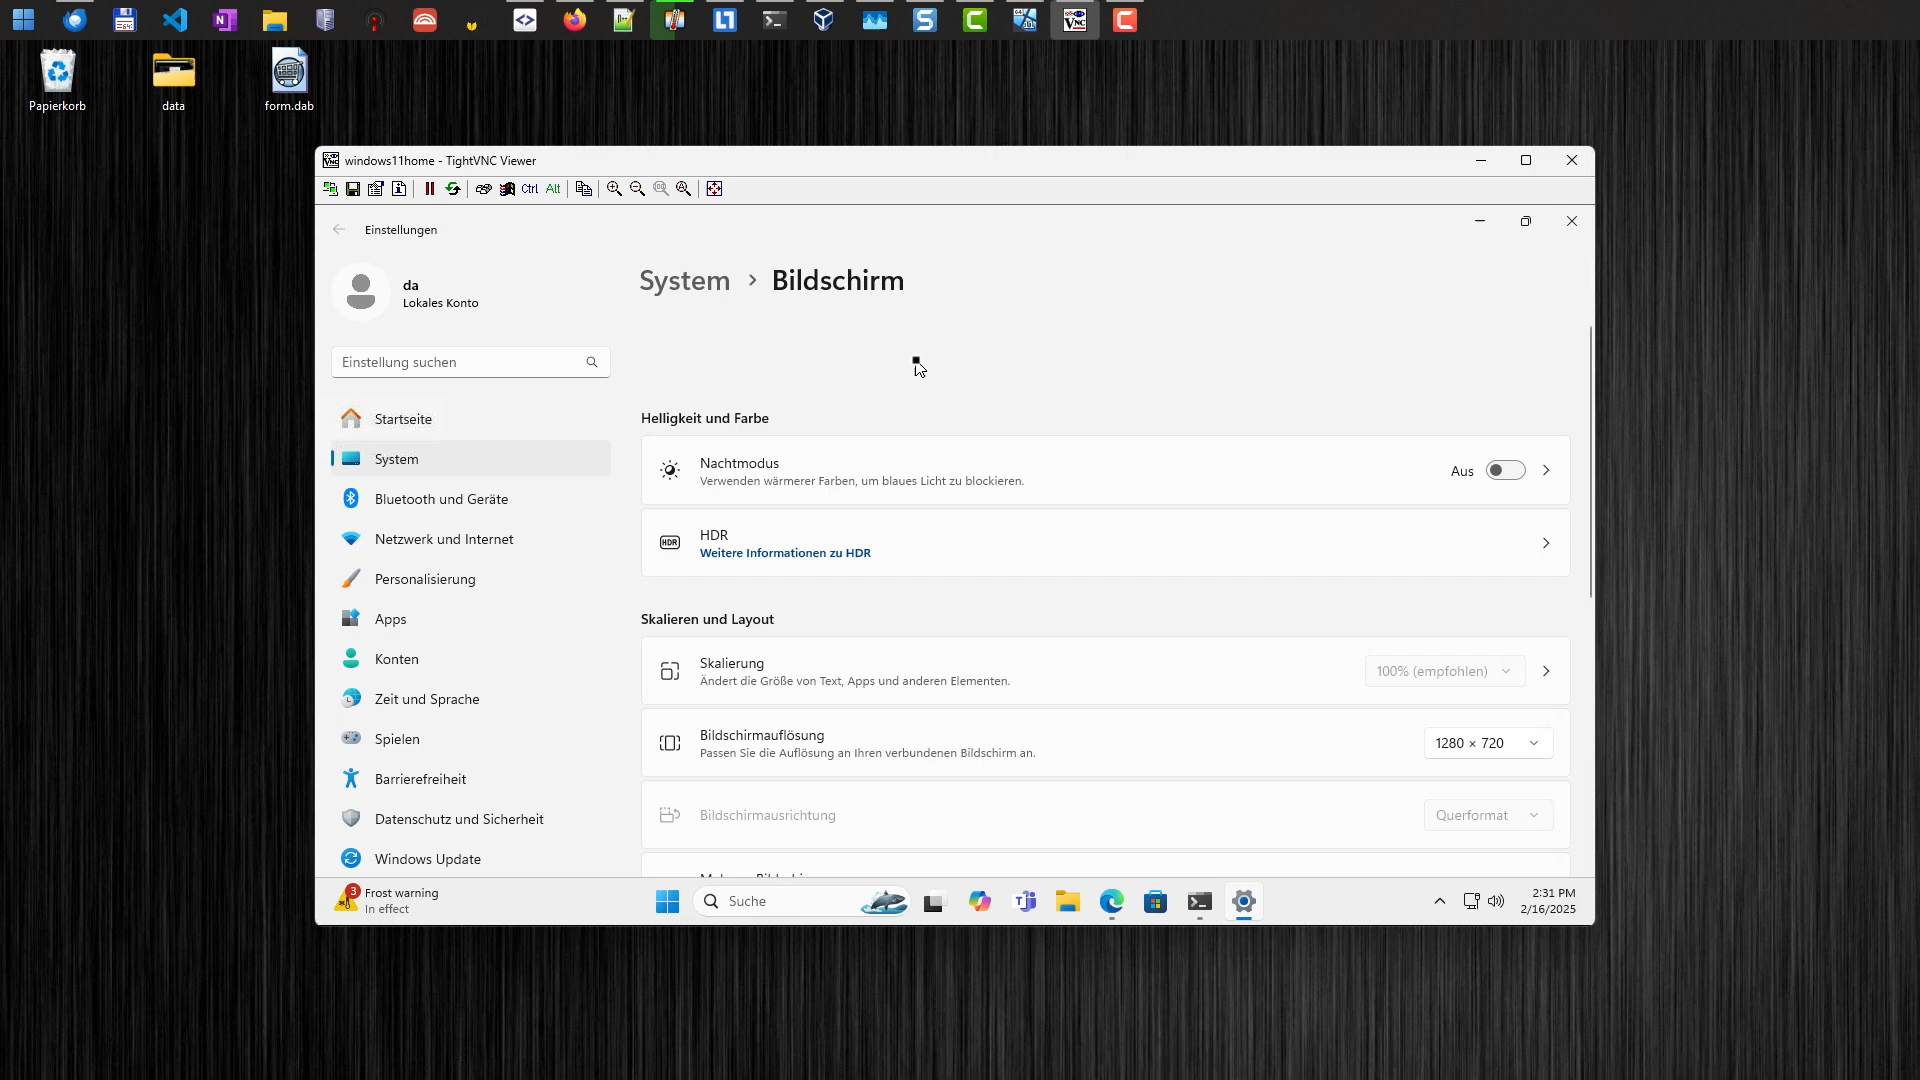 Papierkorb
data
form.dab
windows11home - TightVNC Viewer
Ctrl
Alt
Einstellungen
da
Lokales Konto
System
Bildschirm
Einstellung suchen
Startseite
System
Bluetooth und Geräte
Netzwerk und Internet
Personalisierung
Apps
Konten
Zeit und Sprache
Spielen
Barrierefreiheit
Datenschutz und Sicherheit
Windows Update
Helligkeit und Farbe
Nachtmodus
Verwenden wärmerer Farben, um blaues Licht zu blockieren.
Aus
HDR
HDR
Weitere Informationen zu HDR
Skalieren und Layout
Skalierung
Ändert die Größe von Text, Apps und anderen Elementen.
100% (empfohlen)
Bildschirmauflösung
Passen Sie die Auflösung an Ihren verbundenen Bildschirm an.
1280 × 720
Bildschirmausrichtung
Querformat
3
Frost warning
In effect
Suche
2:31 PM
2/16/2025